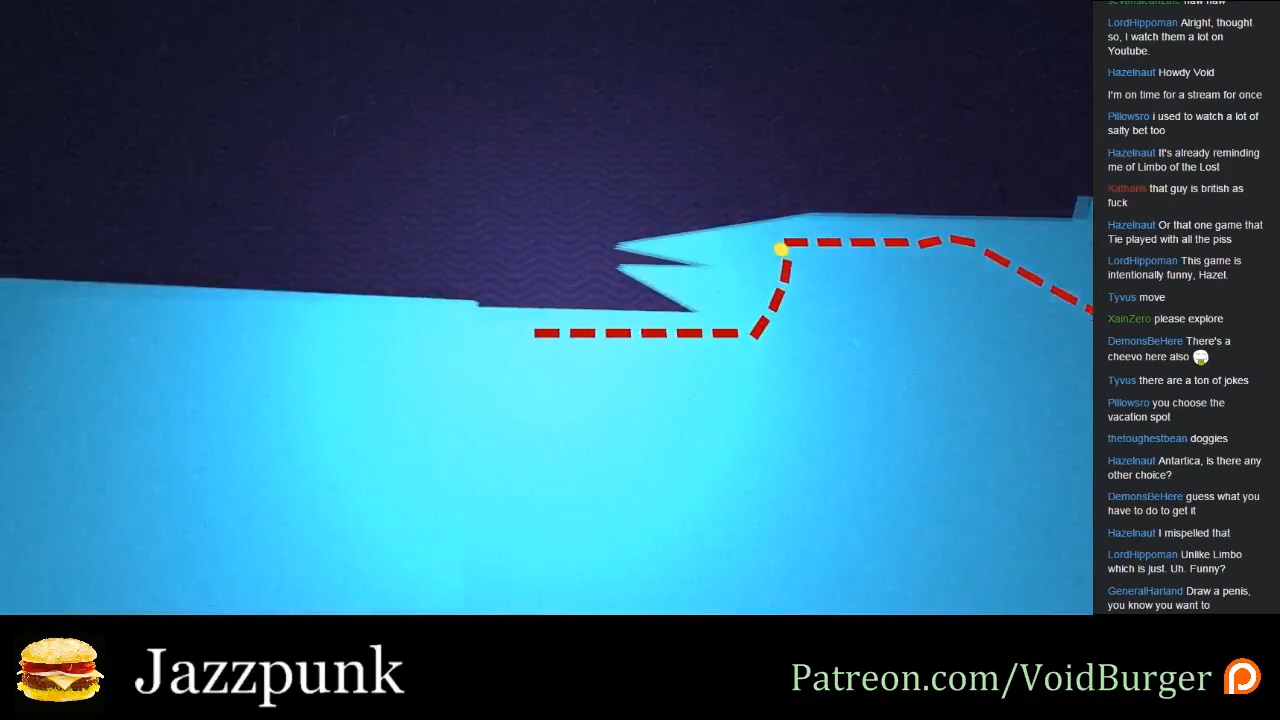 LordHippoman Alright, thought
so, I watch them a lot on
Youtube.
Hazelnaut Howdy Void
I'm on time for a stream for once
Pillowsro i used to watch a lot of
salty bet too
Hazelnaut It's already reminding
me of Limbo of the Lost
Katharis that guy is british as
fuck
Hazelnaut Or that one game that
Tie played with all the piss
LordHippoman This game is
intentionally funny, Hazel.
Tyvus move
XainZero please explore
DemonsBeHere There's a
cheevo here also
Tyvus there are a ton of jokes
Pillowsro you choose the
vacation spot
thetoughestbean doggies
Hazelnaut Antartica, is there any
other choice?
DemonsBeHere guess what you
have to do to get it
Hazelnaut I mispelled that
LordHippoman Unlike Limbo
which is just. Uh. Funny?
GeneralHarland Draw a penis,
you know you want to
Jazzpunk
Patreon.com/VoidBurger